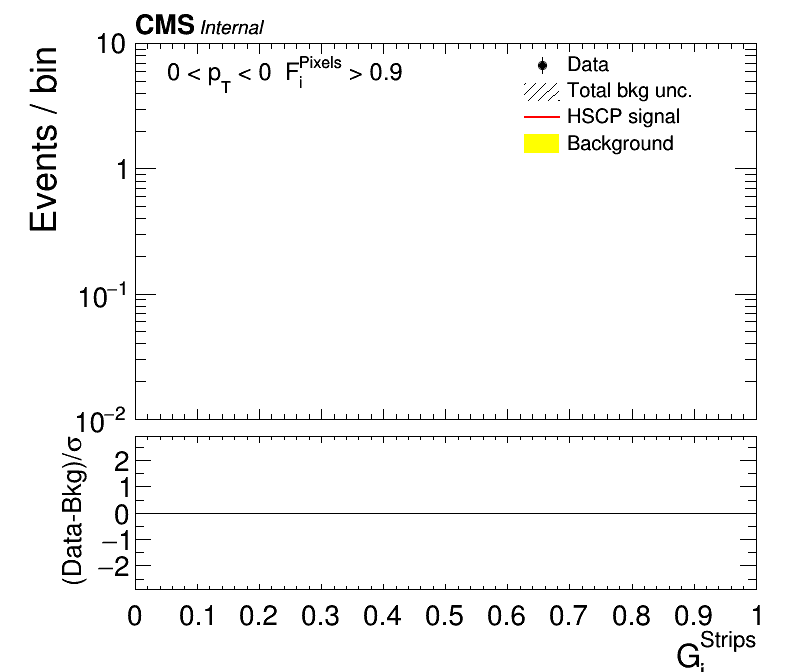 CMS Internal
0 < p_T < 0 F_i^Pixels > 0.9
Data
Total bkg unc.
HSCP signal
Background
Events / bin
10
1
10^−1
10^−2
(Data-Bkg)/σ
2
1
0
−1
−2
0 0.1 0.2 0.3 0.4 0.5 0.6 0.7 0.8 0.9 1
G_i^Strips